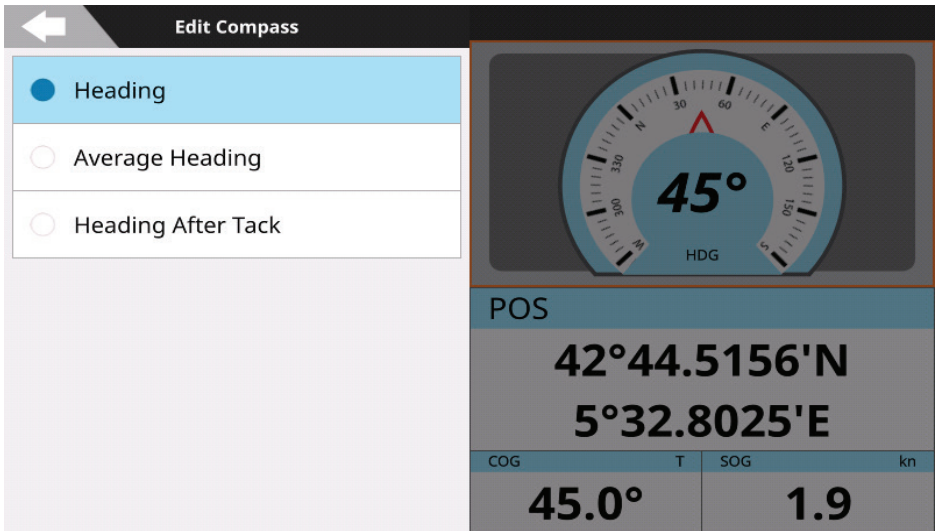 Edit Compass
Heading
Average Heading
Heading After Tack
W
300
330
N
30
60
E
120
150
S
45°
HDG
POS
42°44.5156'N
5°32.8025'E
COG T SOG kn
45.0° 1.9